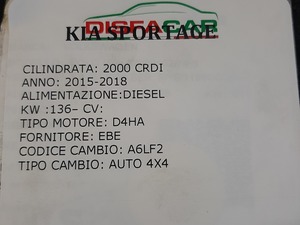 DISFACAR
KIA SPORTAGE
CILINDRATA: 2000 CRDI
ANNO: 2015-2018
ALIMENTAZIONE:DIESEL
KW :136– CV:
TIPO MOTORE: D4HA
FORNITORE: EBE
CODICE CAMBIO: A6LF2
TIPO CAMBIO: AUTO 4X4